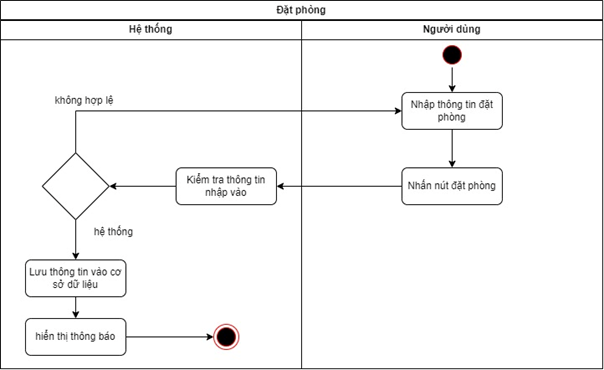 Đặt phòng
Hệ thống
Người dùng
không hợp lệ
Nhập thông tin đặt
phòng
Kiểm tra thông tin
nhập vào
Nhấn nút đặt phòng
hệ thống
Lưu thông tin vào cơ
sở dữ liệu
hiển thị thông báo